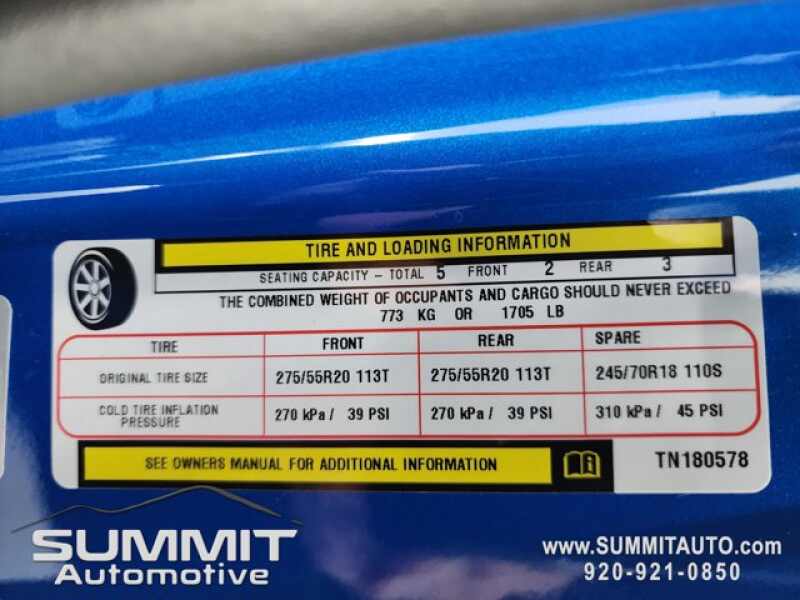 TIRE AND LOADING INFORMATION
SEATING CAPACITY – TOTAL 5 FRONT 2 REAR 3
THE COMBINED WEIGHT OF OCCUPANTS AND CARGO SHOULD NEVER EXCEED
773 KG OR 1705 LB
TIRE FRONT REAR SPARE
ORIGINAL TIRE SIZE 275/55R20 113T 275/55R20 113T 245/70R18 110S
COLD TIRE INFLATION
PRESSURE 270 kPa / 39 PSI 270 kPa / 39 PSI 310 kPa / 45 PSI
SEE OWNERS MANUAL FOR ADDITIONAL INFORMATION TN180578
SUMMIT
Automotive
www.SUMMITAUTO.com
920-921-0850